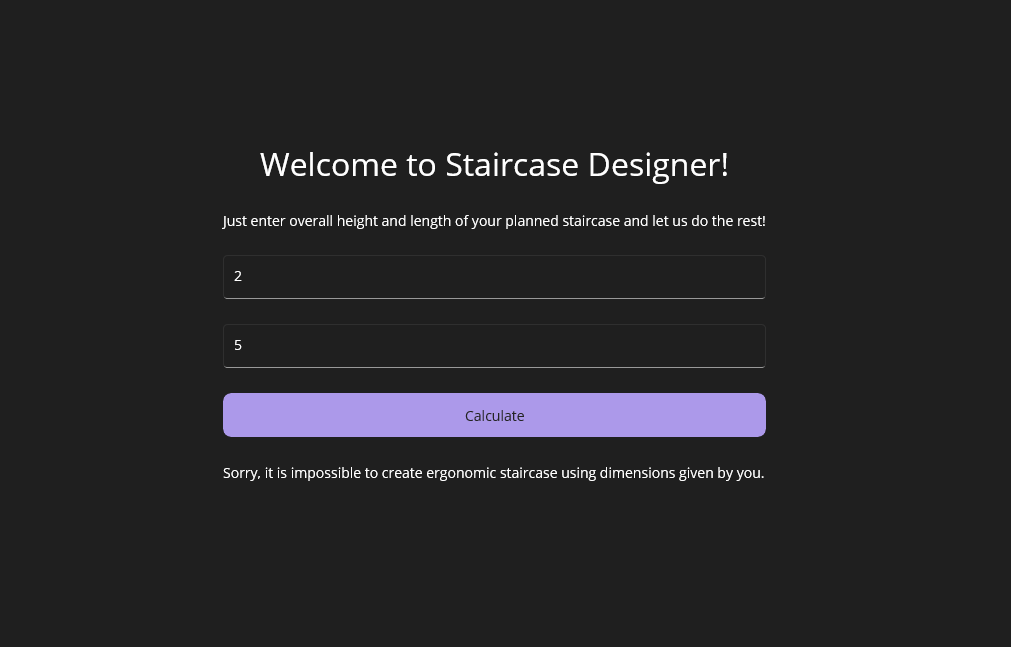 Welcome to Staircase Designer!
Just enter overall height and length of your planned staircase and let us do the rest!
2
5
Calculate
Sorry, it is impossible to create ergonomic staircase using dimensions given by you.